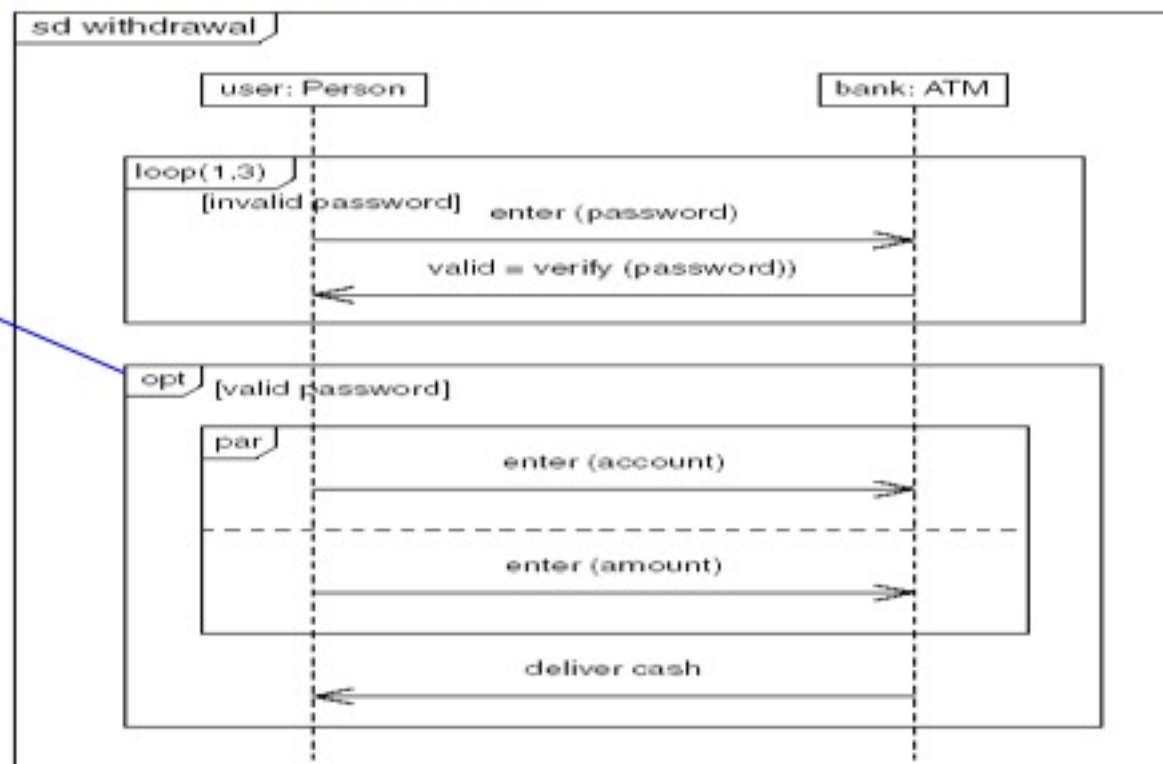 sd withdrawal
user: Person
bank: ATM
loop(1,3)
[invalid password]
enter (password)
valid = verify (password))
opt
[valid password]
par
enter (account)
enter (amount)
deliver cash